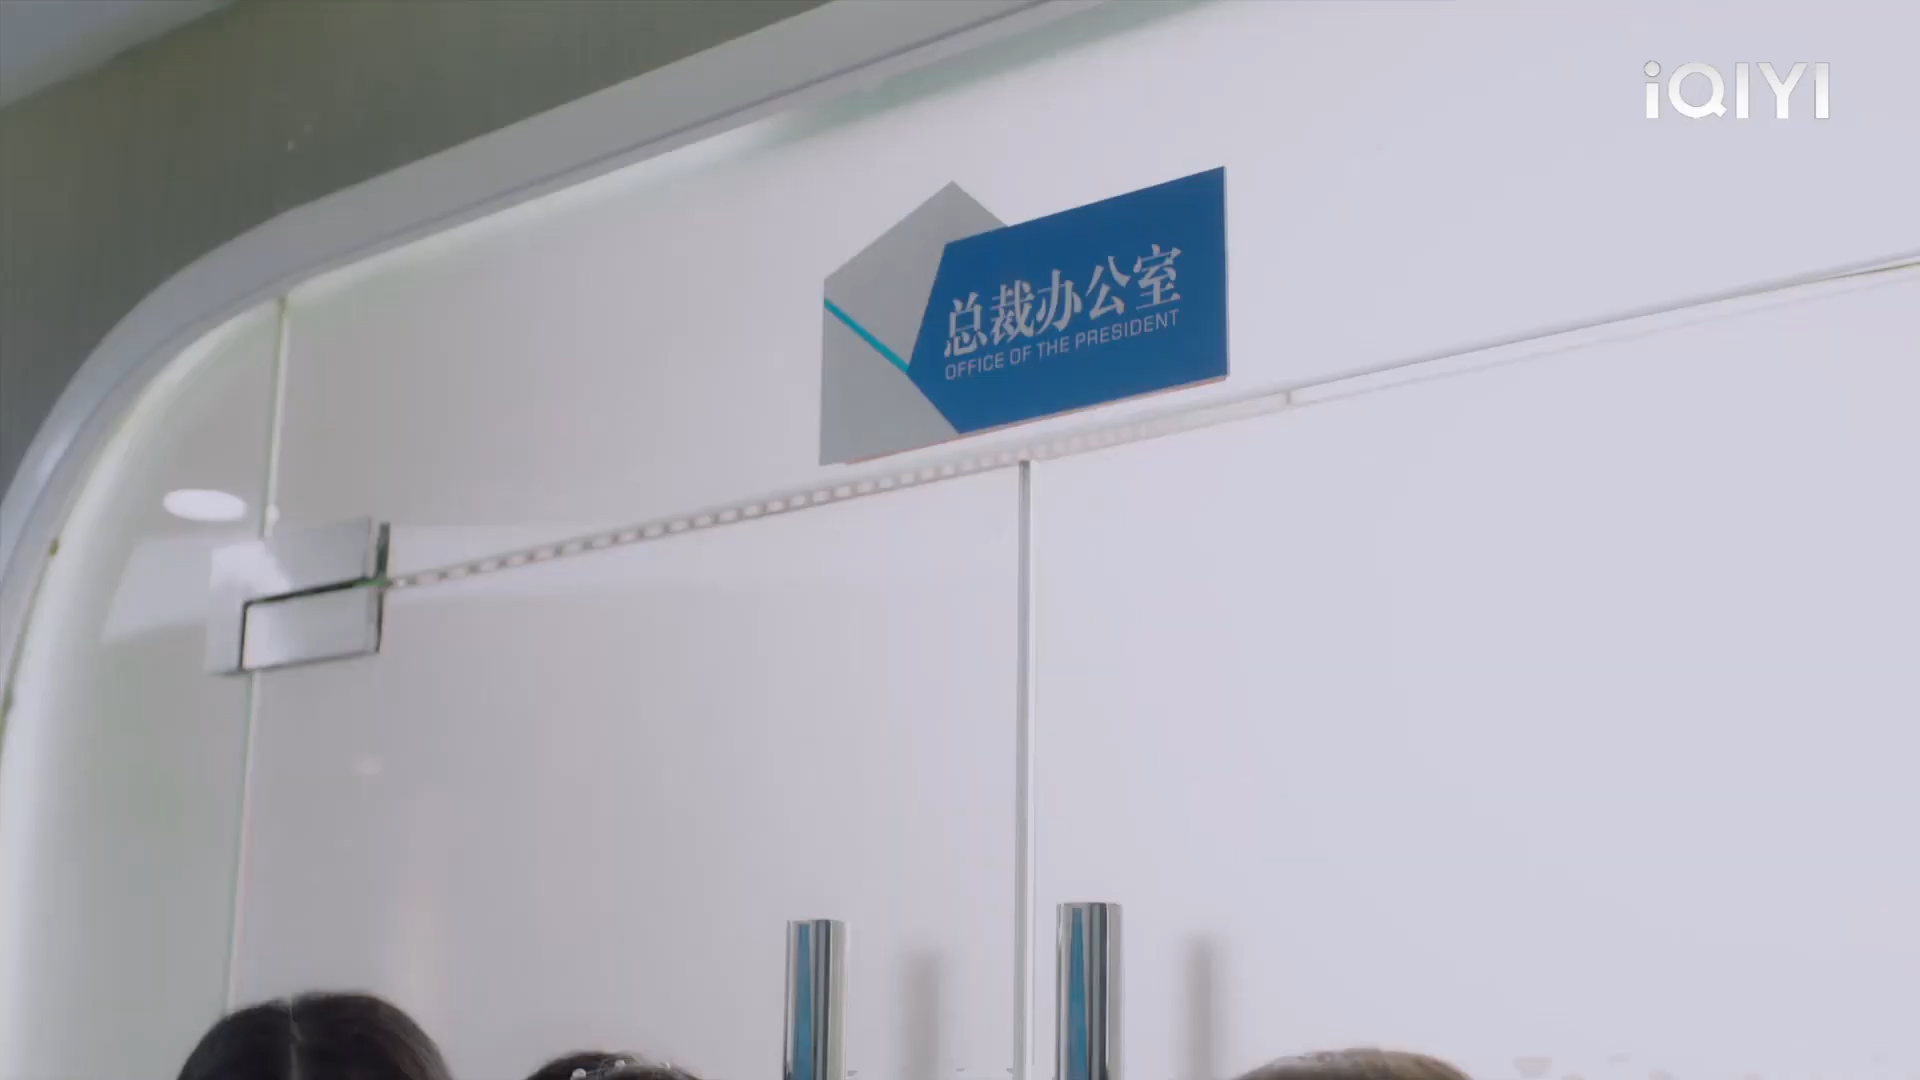 iQIYI
总裁办公室
OFFICE OF THE PRESIDENT